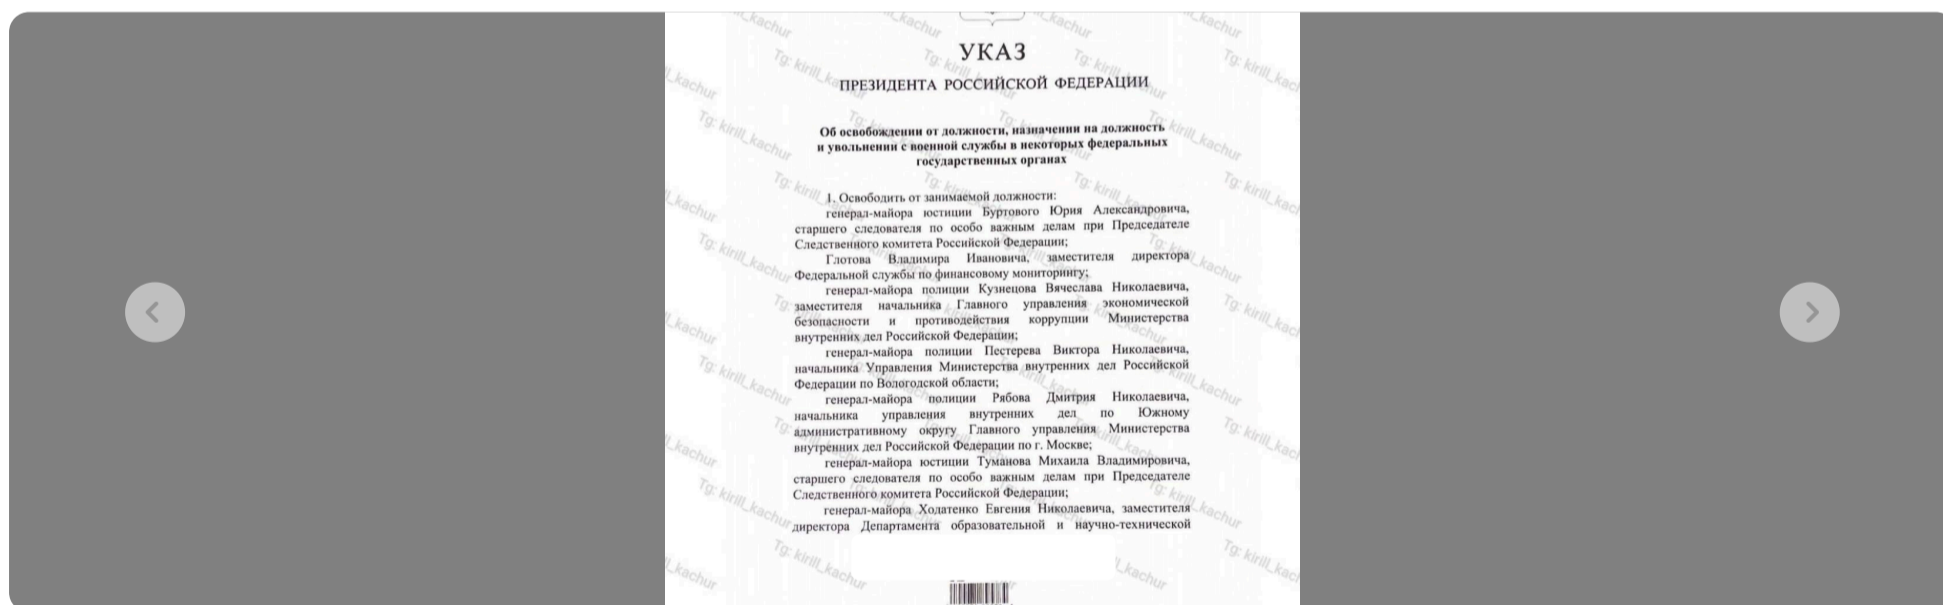 УКАЗ
ПРЕЗИДЕНТА РОССИЙСКОЙ ФЕДЕРАЦИИ
Об освобождении от должности, назначении на должность
и увольнении с военной службы в некоторых федеральных
государственных органах
1. Освободить от занимаемой должности:
генерал-майора юстиции Буртового Юрия Александровича,
старшего следователя по особо важным делам при Председателе
Следственного комитета Российской Федерации;
Глотова Владимира Ивановича, заместителя директора
Федеральной службы по финансовому мониторингу;
генерал-майора полиции Кузнецова Вячеслава Николаевича,
заместителя начальника Главного управления экономической
безопасности и противодействия коррупции Министерства
внутренних дел Российской Федерации;
генерал-майора полиции Пестерева Виктора Николаевича,
начальника Управления Министерства внутренних дел Российской
Федерации по Вологодской области;
генерал-майора полиции Рябова Дмитрия Николаевича,
начальника управления внутренних дел по Южному
административному округу Главного управления Министерства
внутренних дел Российской Федерации по г. Москве;
генерал-майора юстиции Туманова Михаила Владимировича,
старшего следователя по особо важным делам при Председателе
Следственного комитета Российской Федерации;
генерал-майора Холатенко Евгения Николаевича, заместителя
директора Департамента образовательной и научно-технической
Tg: kirill_kachur